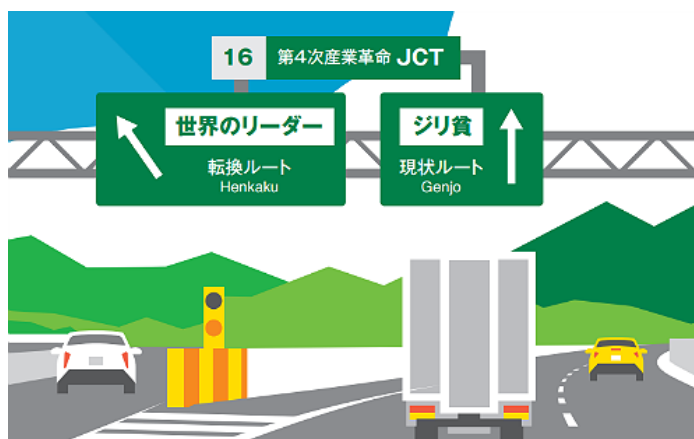 16 第4次産業革命 JCT
世界のリーダー
転換ルート
Henkaku
ジリ貧
現状ルート
Genjo